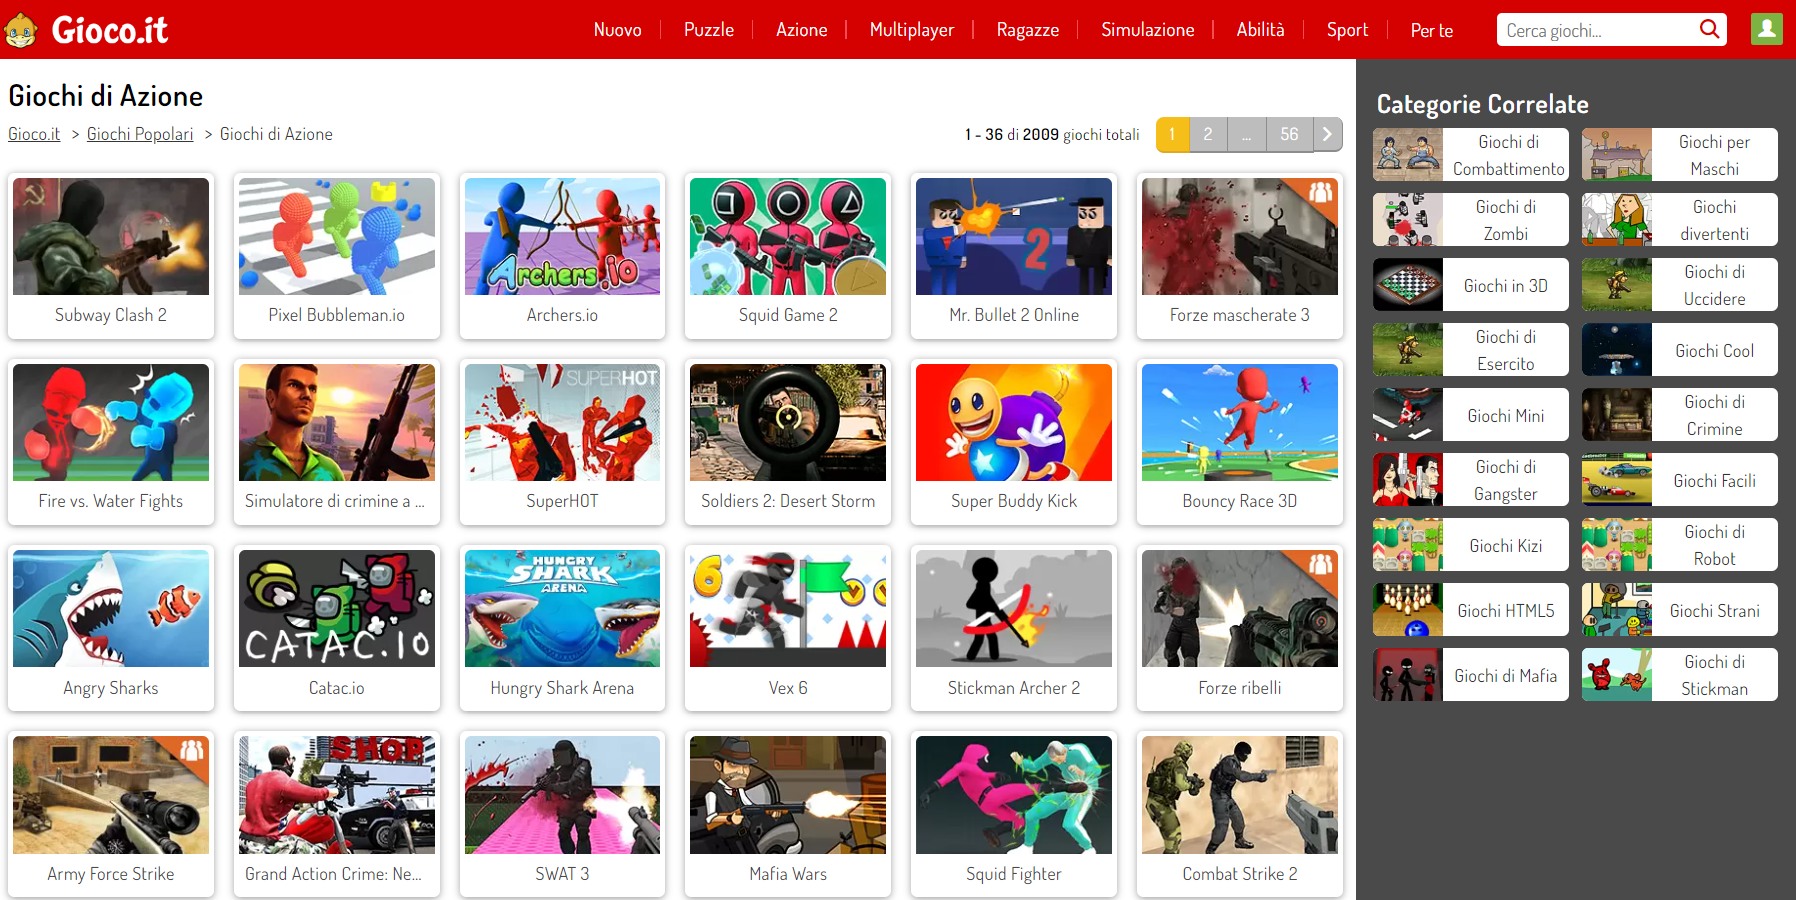 Gioco.it
Nuovo
Puzzle
Azione
Multiplayer
Ragazze
Simulazione
Abilità
Sport
Per te
Cerca giochi...
Giochi di Azione
Gioco.it > Giochi Popolari > Giochi di Azione
1 - 36 di 2009 giochi totali
1
2
...
56
Archers.io
2
Subway Clash 2
Pixel Bubbleman.io
Archers.io
Squid Game 2
Mr. Bullet 2 Online
Forze mascherate 3
SUPERHOT
Fire vs. Water Fights
Simulatore di crimine a ...
SuperHOT
Soldiers 2: Desert Storm
Super Buddy Kick
Bouncy Race 3D
CATAC.IO
HUNGRY
SHARK
ARENA
6
Angry Sharks
Catac.io
Hungry Shark Arena
Vex 6
Stickman Archer 2
Forze ribelli
SHOP
Army Force Strike
Grand Action Crime: Ne...
SWAT 3
Mafia Wars
Squid Fighter
Combat Strike 2
Categorie Correlate
Giochi di
Combattimento
Giochi per
Maschi
Giochi di
Zombi
Giochi
divertenti
Giochi in 3D
Giochi di
Uccidere
Giochi di
Esercito
Giochi Cool
Giochi Mini
Giochi di
Crimine
Giochi di
Gangster
Giochi Facili
Giochi Kizi
Giochi di
Robot
Giochi HTML5
Giochi Strani
Giochi di Mafia
Giochi di
Stickman